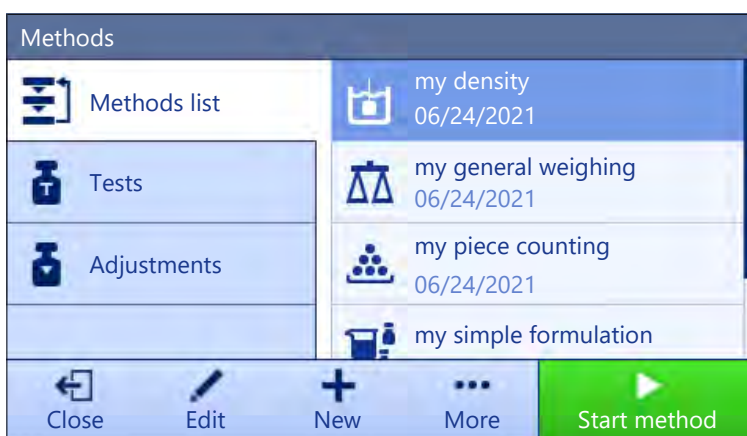 Methods
Methods list
Tests
Adjustments
my density
06/24/2021
my general weighing
06/24/2021
my piece counting
06/24/2021
my simple formulation
Close
Edit
New
More
Start method